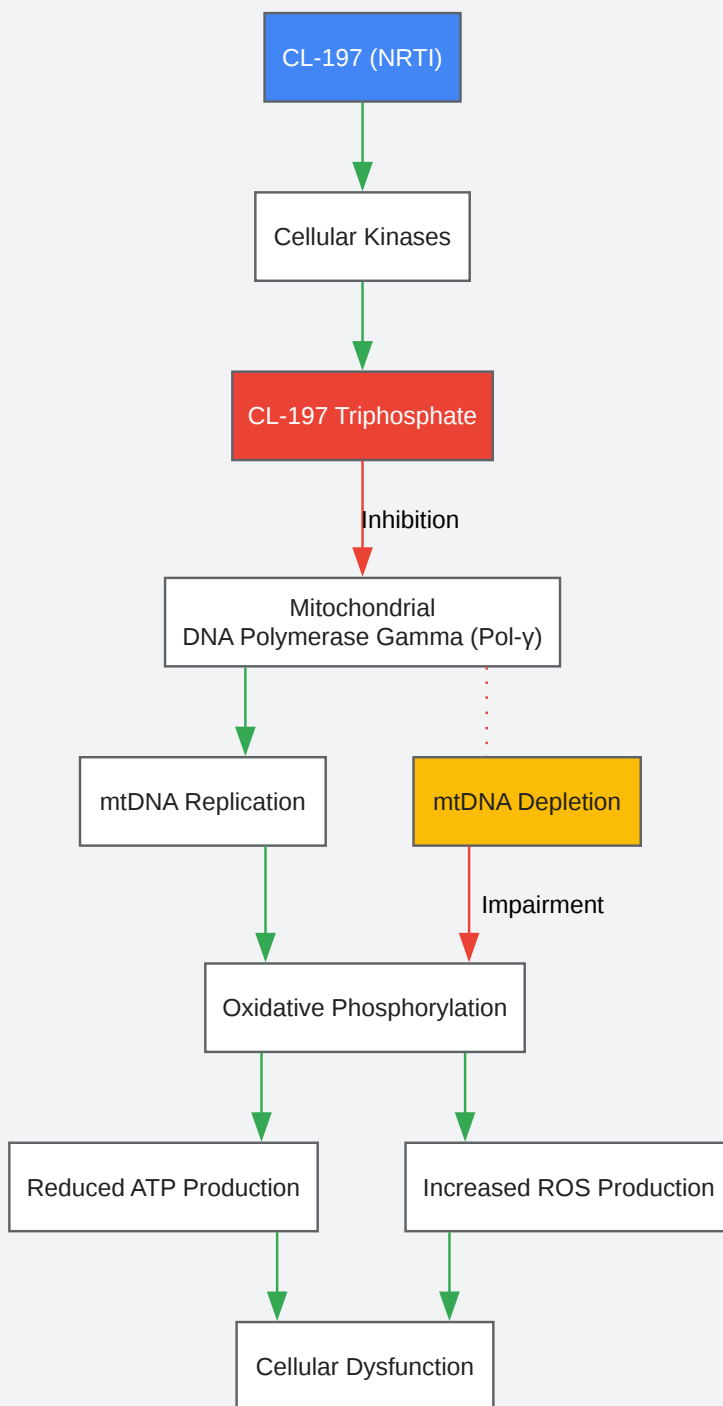 CL-197 (NRTI)
Cellular Kinases
CL-197 Triphosphate
Inhibition
Mitochondrial
DNA Polymerase Gamma (Pol-γ)
mtDNA Replication
mtDNA Depletion
Impairment
Oxidative Phosphorylation
Reduced ATP Production
Increased ROS Production
Cellular Dysfunction